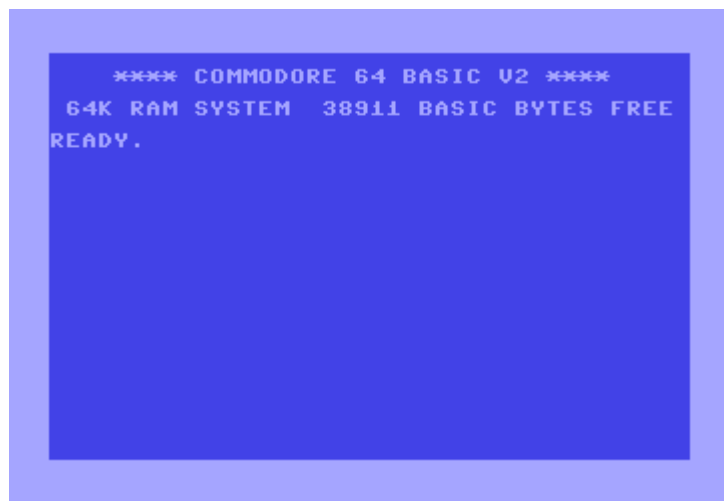 **** COMMODORE 64 BASIC V2 ****
64K RAM SYSTEM  38911 BASIC BYTES FREE
READY.